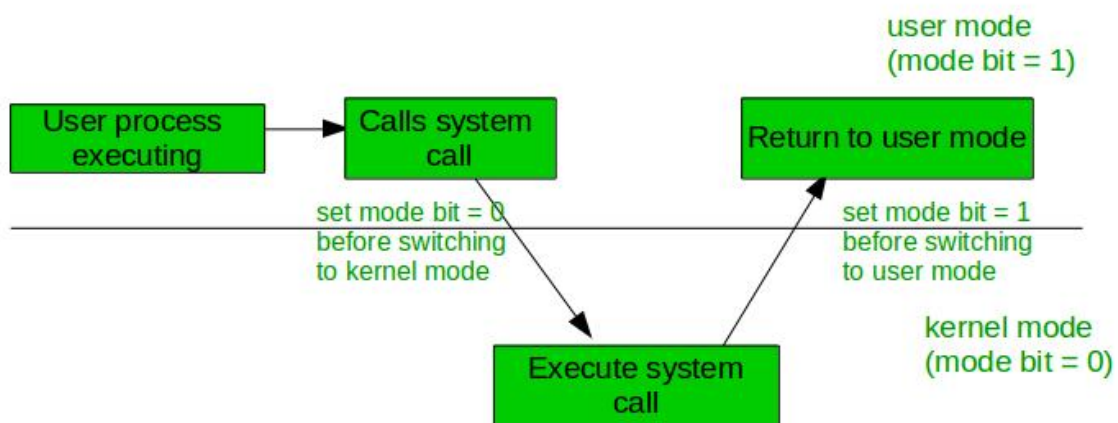 user mode
(mode bit = 1)
User process
executing
Calls system
call
Return to user mode
set mode bit = 0
before switching
to kernel mode
set mode bit = 1
before switching
to user mode
kernel mode
(mode bit = 0)
Execute system
call